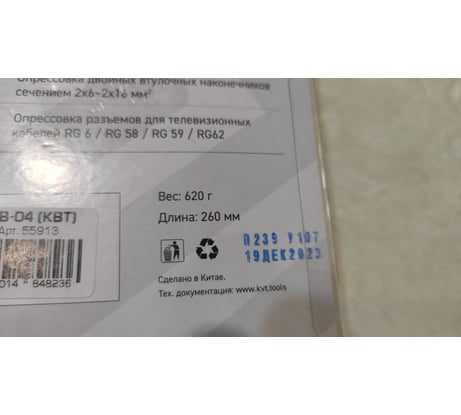 Опрессовка двойных втулочных наконечников
сечением 2х6~2х16 мм²
Опрессовка разъемов для телевизионных
кабелей RG 6 / RG 58 / RG 59 / RG62
B-04 (КВТ)
Арт. 55913
014 848236
Вес: 620 г
Длина: 260 мм
П239 У107
19ДЕК2023
Сделано в Китае.
Тех. документация: www.kvt.tools